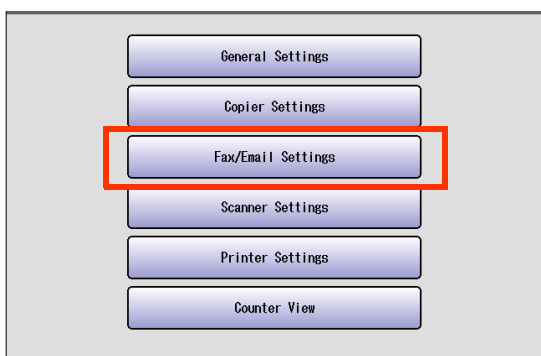 General Settings
Copier Settings
Fax/Email Settings
Scanner Settings
Printer Settings
Counter View